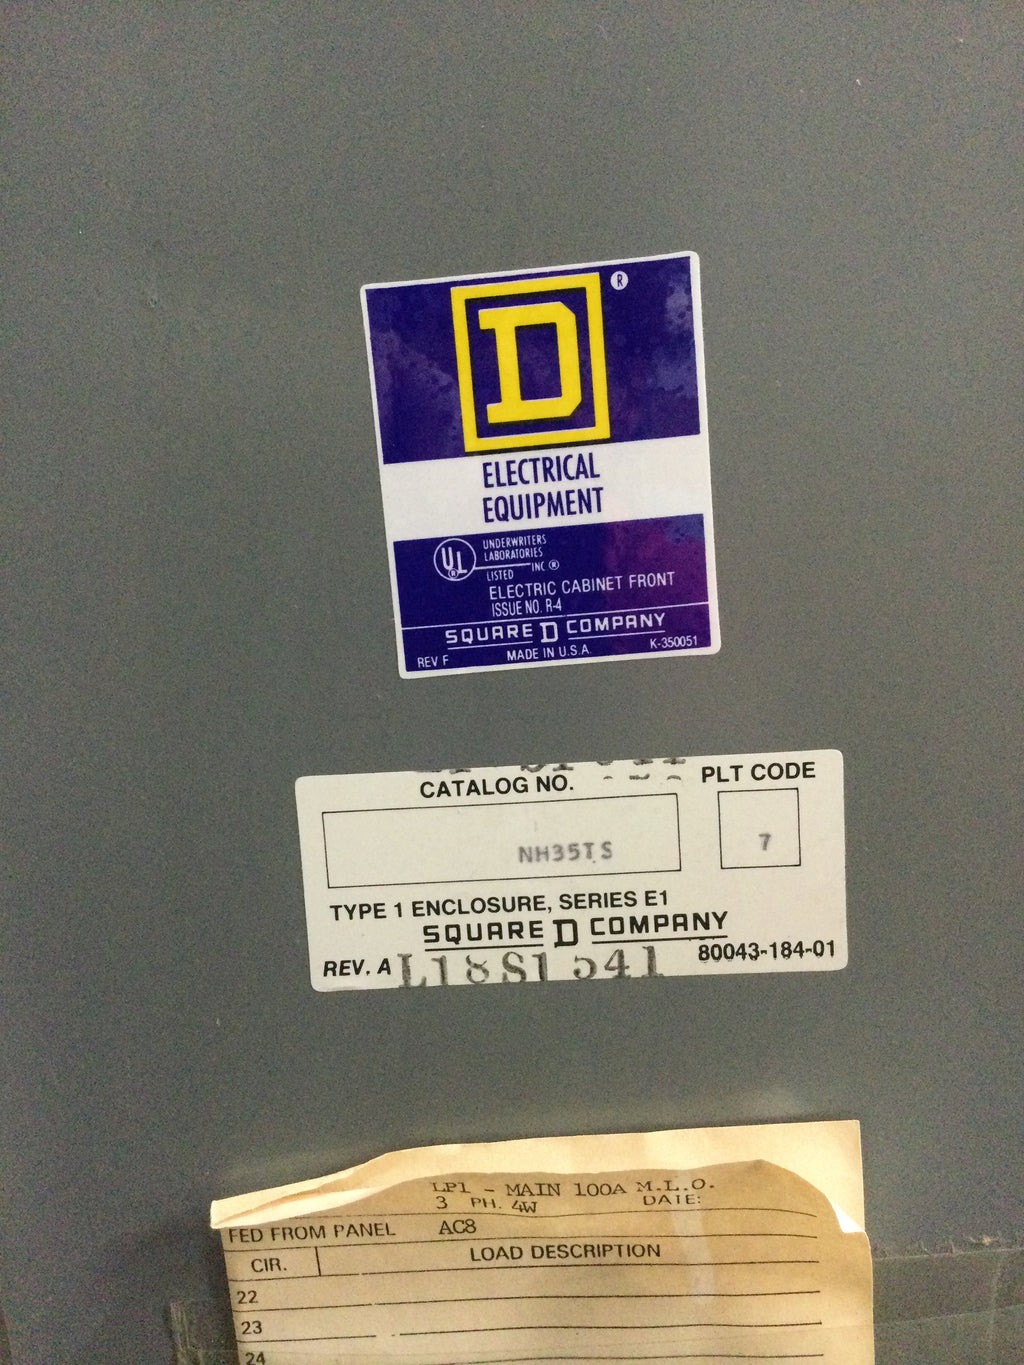 D ®
ELECTRICAL
EQUIPMENT
UL ® UNDERWRITERS
LABORATORIES
INC ®
LISTED
ELECTRIC CABINET FRONT
ISSUE NO. R-4
SQUARE D COMPANY
REV F MADE IN U.S.A. K-350051
CATALOG NO. PLT CODE
NH35TS 7
TYPE 1 ENCLOSURE, SERIES E1
SQUARE D COMPANY
REV. A L18S1541 80043-184-01
LP1 - MAIN 100A M.L.O.
3 PH. 4W DATE:
FED FROM PANEL AC8
CIR. LOAD DESCRIPTION
22
23
24